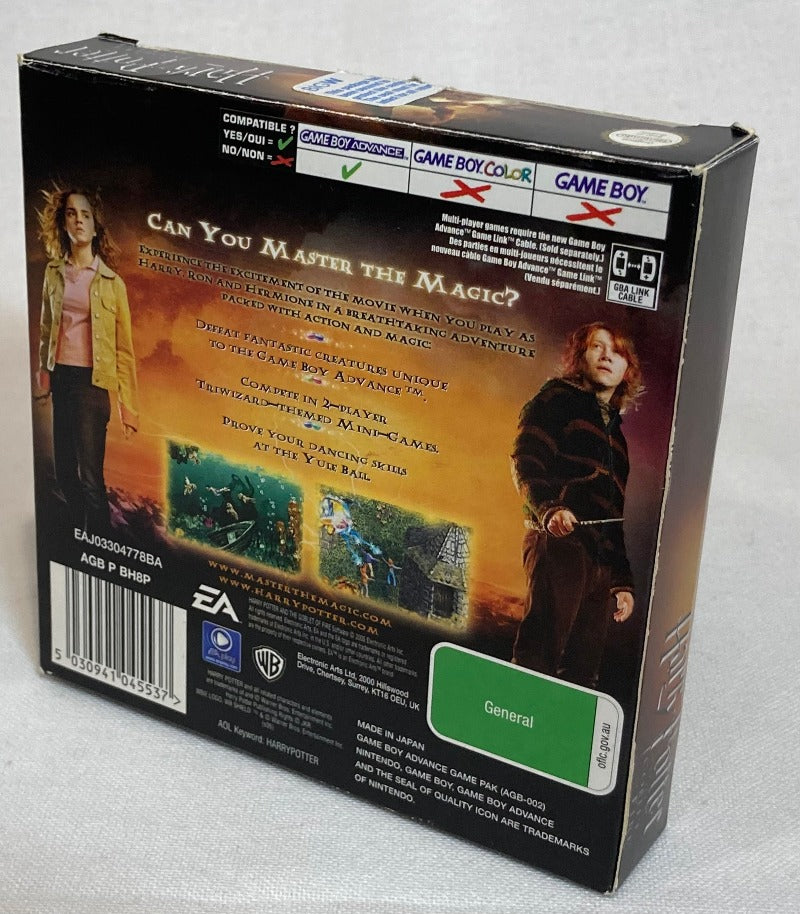 Harry Potter
BGW
COMPATIBLE ?
YES/OUI =
NO/NON =
GAME BOY ADVANCE
GAME BOY COLOR
GAME BOY
Multi-player games require the new Game Boy
Advance™ Game Link™ Cable. (Sold separately.)
Des parties en multi-joueurs nécessitent le
nouveau câble Game Boy Advance™ Game Link™
(Vendu séparément.)
GBA LINK
CABLE
CAN YOU MASTER THE MAGIC?
EXPERIENCE THE EXCITEMENT OF THE MOVIE WHEN YOU PLAY AS
HARRY, RON AND HERMIONE IN A BREATHTAKING ADVENTURE
PACKED WITH ACTION AND MAGIC:
DEFEAT FANTASTIC CREATURES UNIQUE
TO THE GAME BOY ADVANCE™.
COMPETE IN 2-PLAYER
TRIWIZARD-THEMED MINI-GAMES.
PROVE YOUR DANCING SKILLS
AT THE YULE BALL.
EAJ03304778BA
AGB P BH8P
5 030941 045537 >
WWW.MASTERTHEMAGIC.COM
WWW.HARRYPOTTER.COM
EA
WB
Electronic Arts Ltd, 2000 Hillswood
Drive, Chertsey, Surrey, KT16 0EU, UK
AOL Keyword: HARRYPOTTER
MADE IN JAPAN
GAME BOY ADVANCE GAME PAK (AGB-002)
NINTENDO, GAME BOY, GAME BOY ADVANCE
AND THE SEAL OF QUALITY ICON ARE TRADEMARKS
OF NINTENDO.
General
oflc.gov.au
Harry Potter